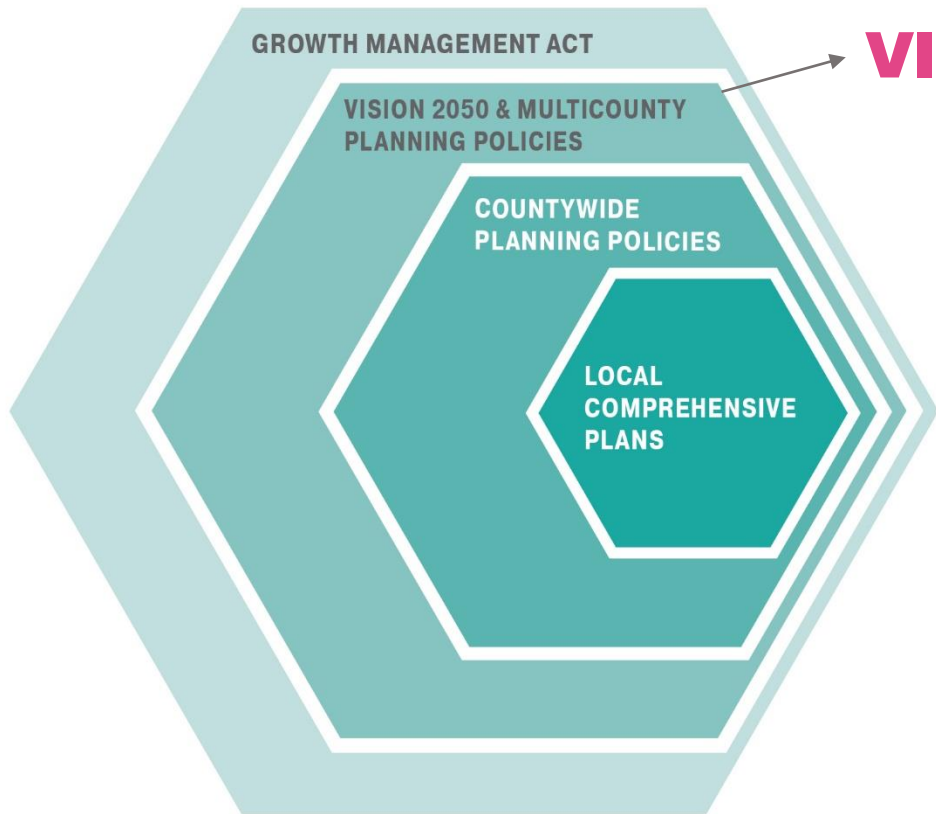 GROWTH MANAGEMENT ACT
VI
VISION 2050 & MULTICOUNTY
PLANNING POLICIES
COUNTYWIDE
PLANNING POLICIES
LOCAL
COMPREHENSIVE
PLANS